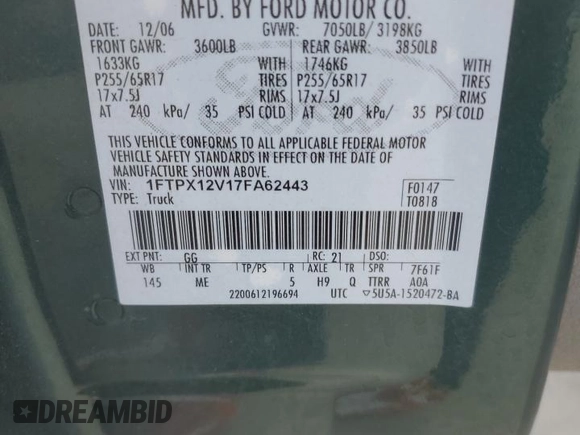 MFD. BY FORD MOTOR CO.
DATE: 12/06 GVWR: 7050LB/ 3198KG
FRONT GAWR: 3600LB REAR GAWR: 3850LB
1633KG WITH 1746KG WITH
P255/65R17 TIRES P255/65R17 TIRES
17x7.5J RIMS 17x7.5J RIMS
AT 240 kPa/ 35 PSI COLD AT 240 kPa/ 35 PSI COLD
THIS VEHICLE CONFORMS TO ALL APPLICABLE FEDERAL MOTOR
VEHICLE SAFETY STANDARDS IN EFFECT ON THE DATE OF
MANUFACTURE SHOWN ABOVE.
VIN: 1FTPX12V17FA62443 F0147
TYPE: Truck T0818
EXT PNT: GG RC: 21 DSO:
WB INT TR TP/PS R AXLE TR SPR 7F61F
145 ME 5 H9 Q TTRR AOA
2200612196694 UTC ▽5U5A-1520472-BA
DREAMBID